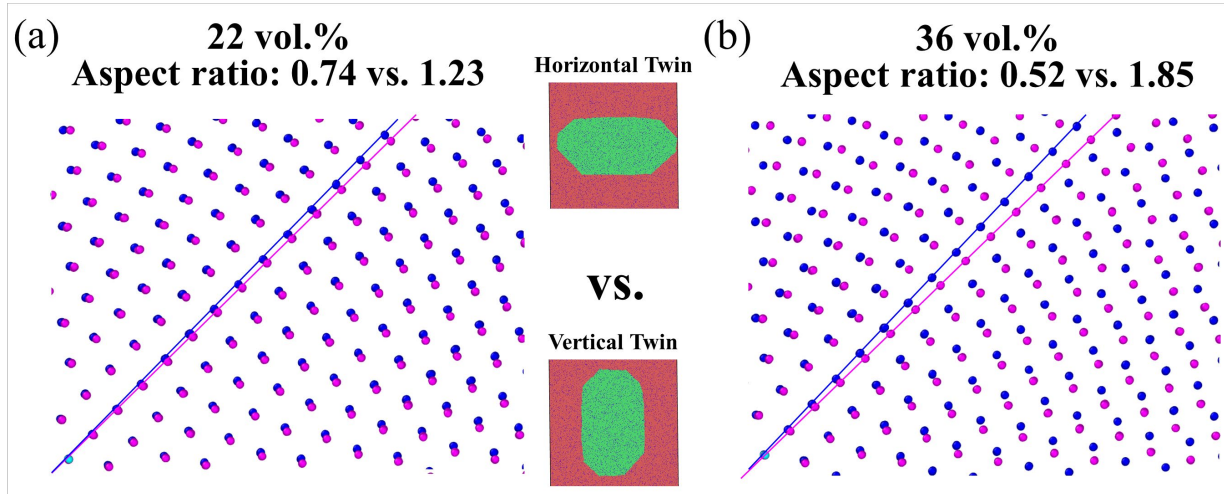 (a)
22 vol.%
Aspect ratio: 0.74 vs. 1.23
Horizontal Twin
vs.
Vertical Twin
(b)
36 vol.%
Aspect ratio: 0.52 vs. 1.85